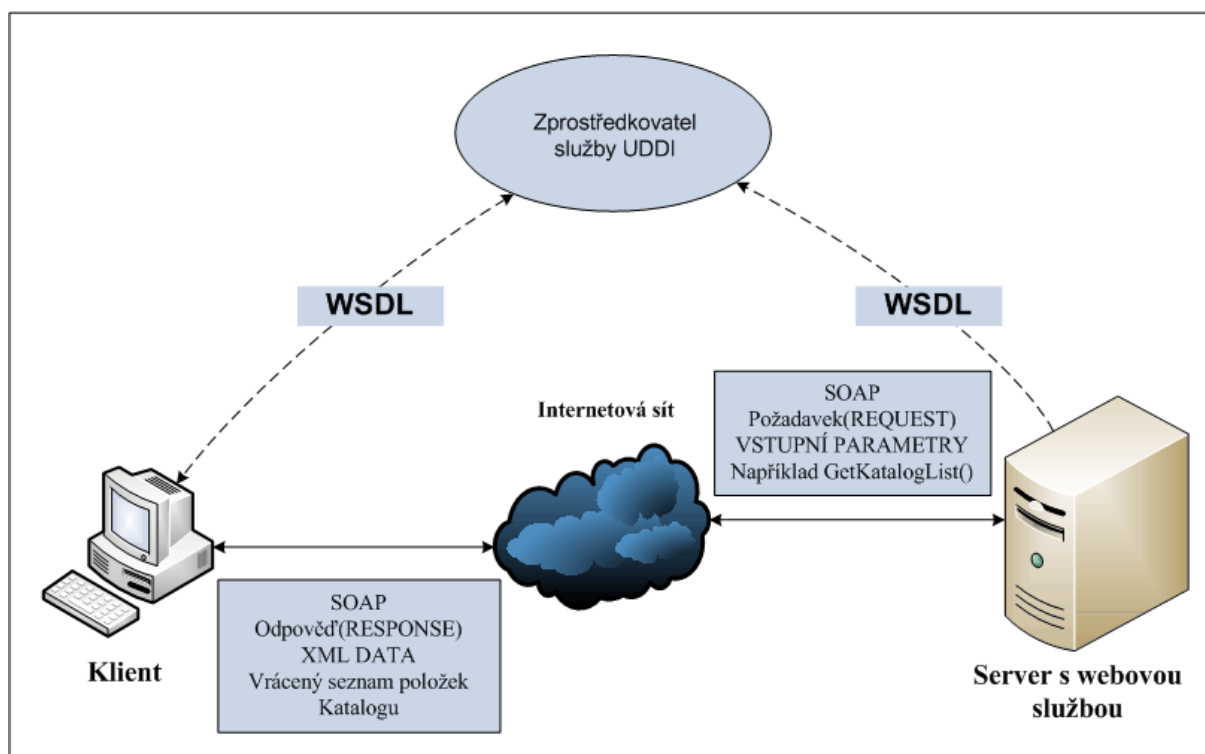 Zprostředkovatel
služby UDDI
WSDL
WSDL
Internetová sít
SOAP
Požadavek(REQUEST)
VSTUPNÍ PARAMETRY
Například GetKatalogList()
SOAP
Odpověď(RESPONSE)
XML DATA
Vrácený seznam položek
Katalogu
Klient
Server s webovou
službou